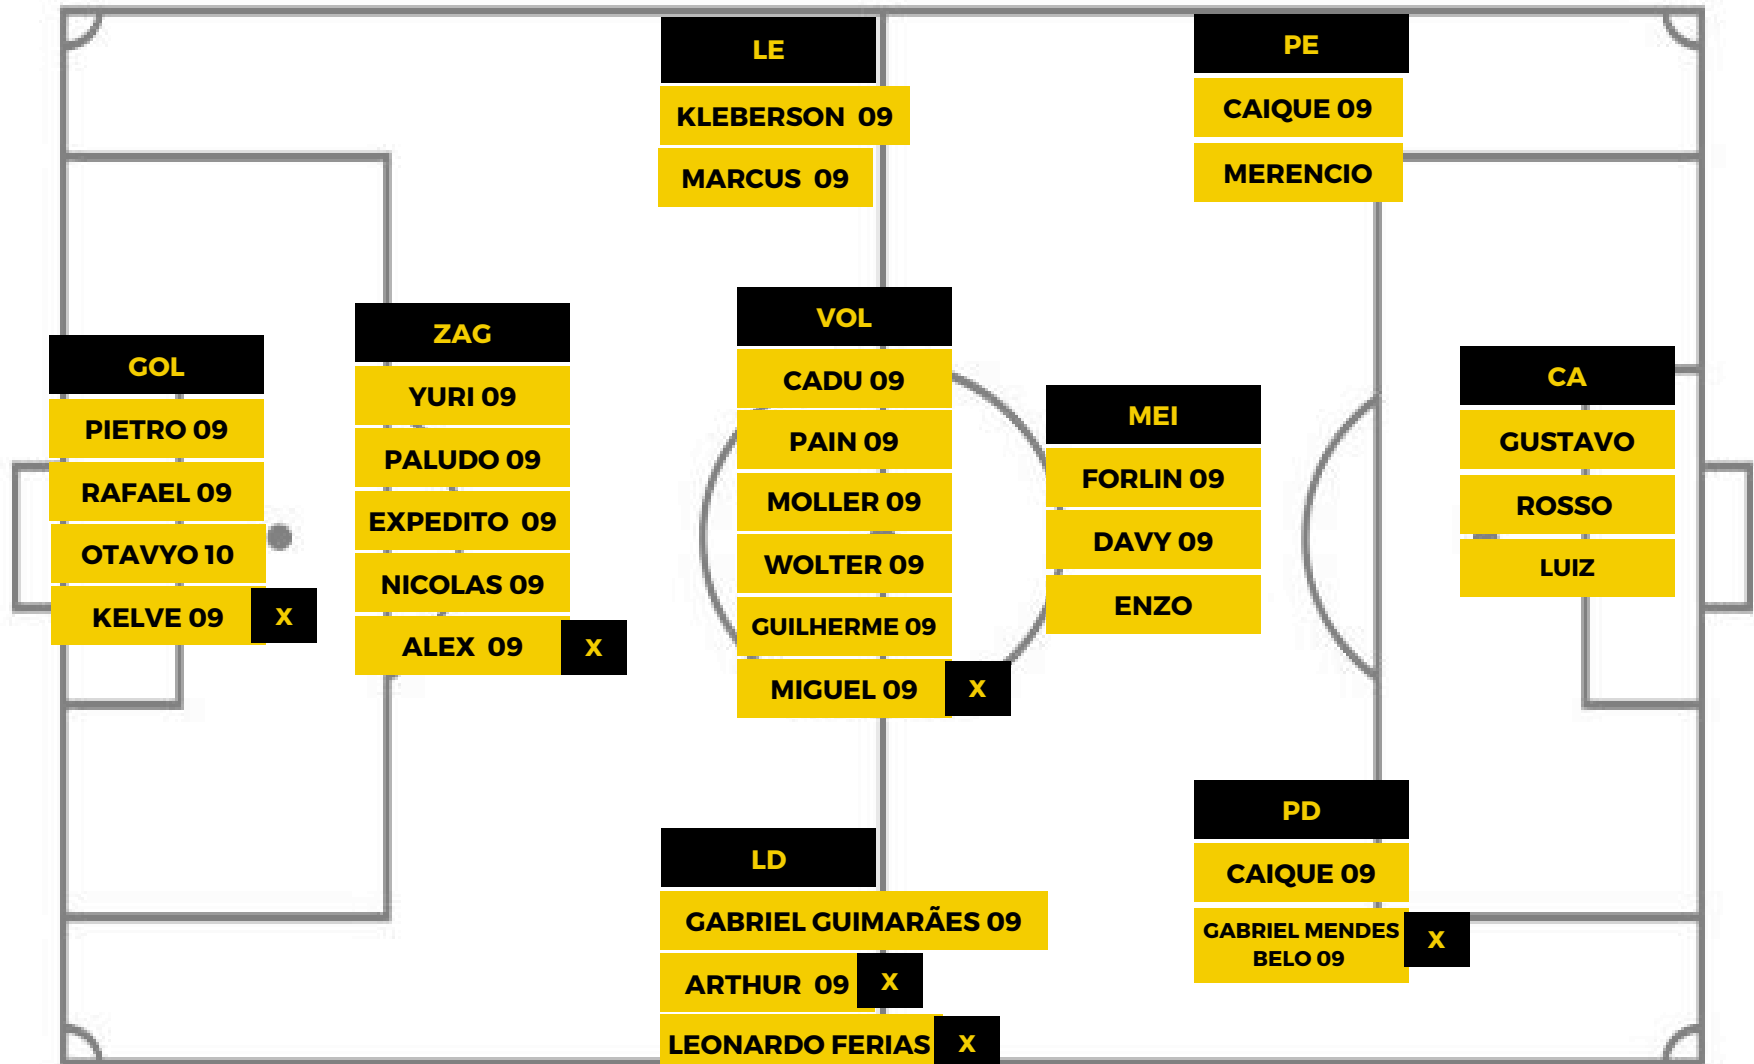 GOL
PIETRO 09
RAFAEL 09
OTAVYO 10
KELVE 09 X
ZAG
YURI 09
PALUDO 09
EXPEDITO 09
NICOLAS 09
ALEX 09 X
LE
KLEBERSON 09
MARCUS 09
VOL
CADU 09
PAIN 09
MOLLER 09
WOLTER 09
GUILHERME 09
MIGUEL 09 X
LD
GABRIEL GUIMARÃES 09
ARTHUR 09 X
LEONARDO FERIAS X
MEI
FORLIN 09
DAVY 09
ENZO
PE
CAIQUE 09
MERENCIO
PD
CAIQUE 09
GABRIEL MENDES
BELO 09 X
CA
GUSTAVO
ROSSO
LUIZ